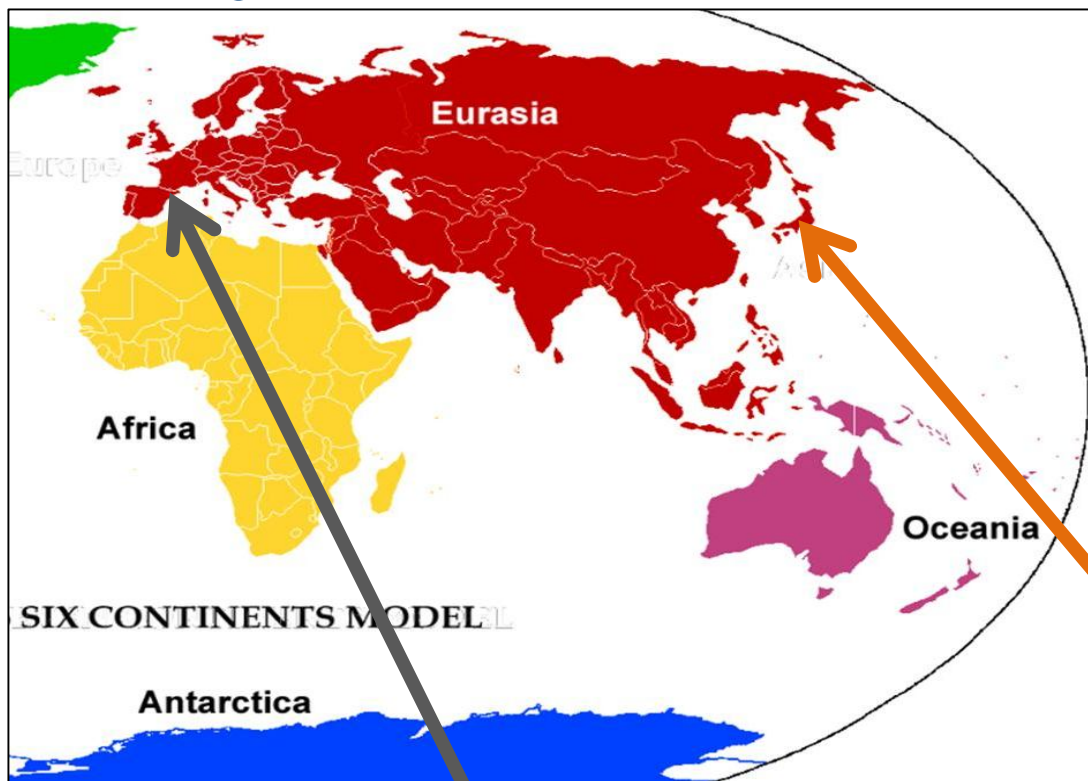 Eurasia
Europe
Africa
Oceania
SIX CONTINENTS MODEL
Antarctica